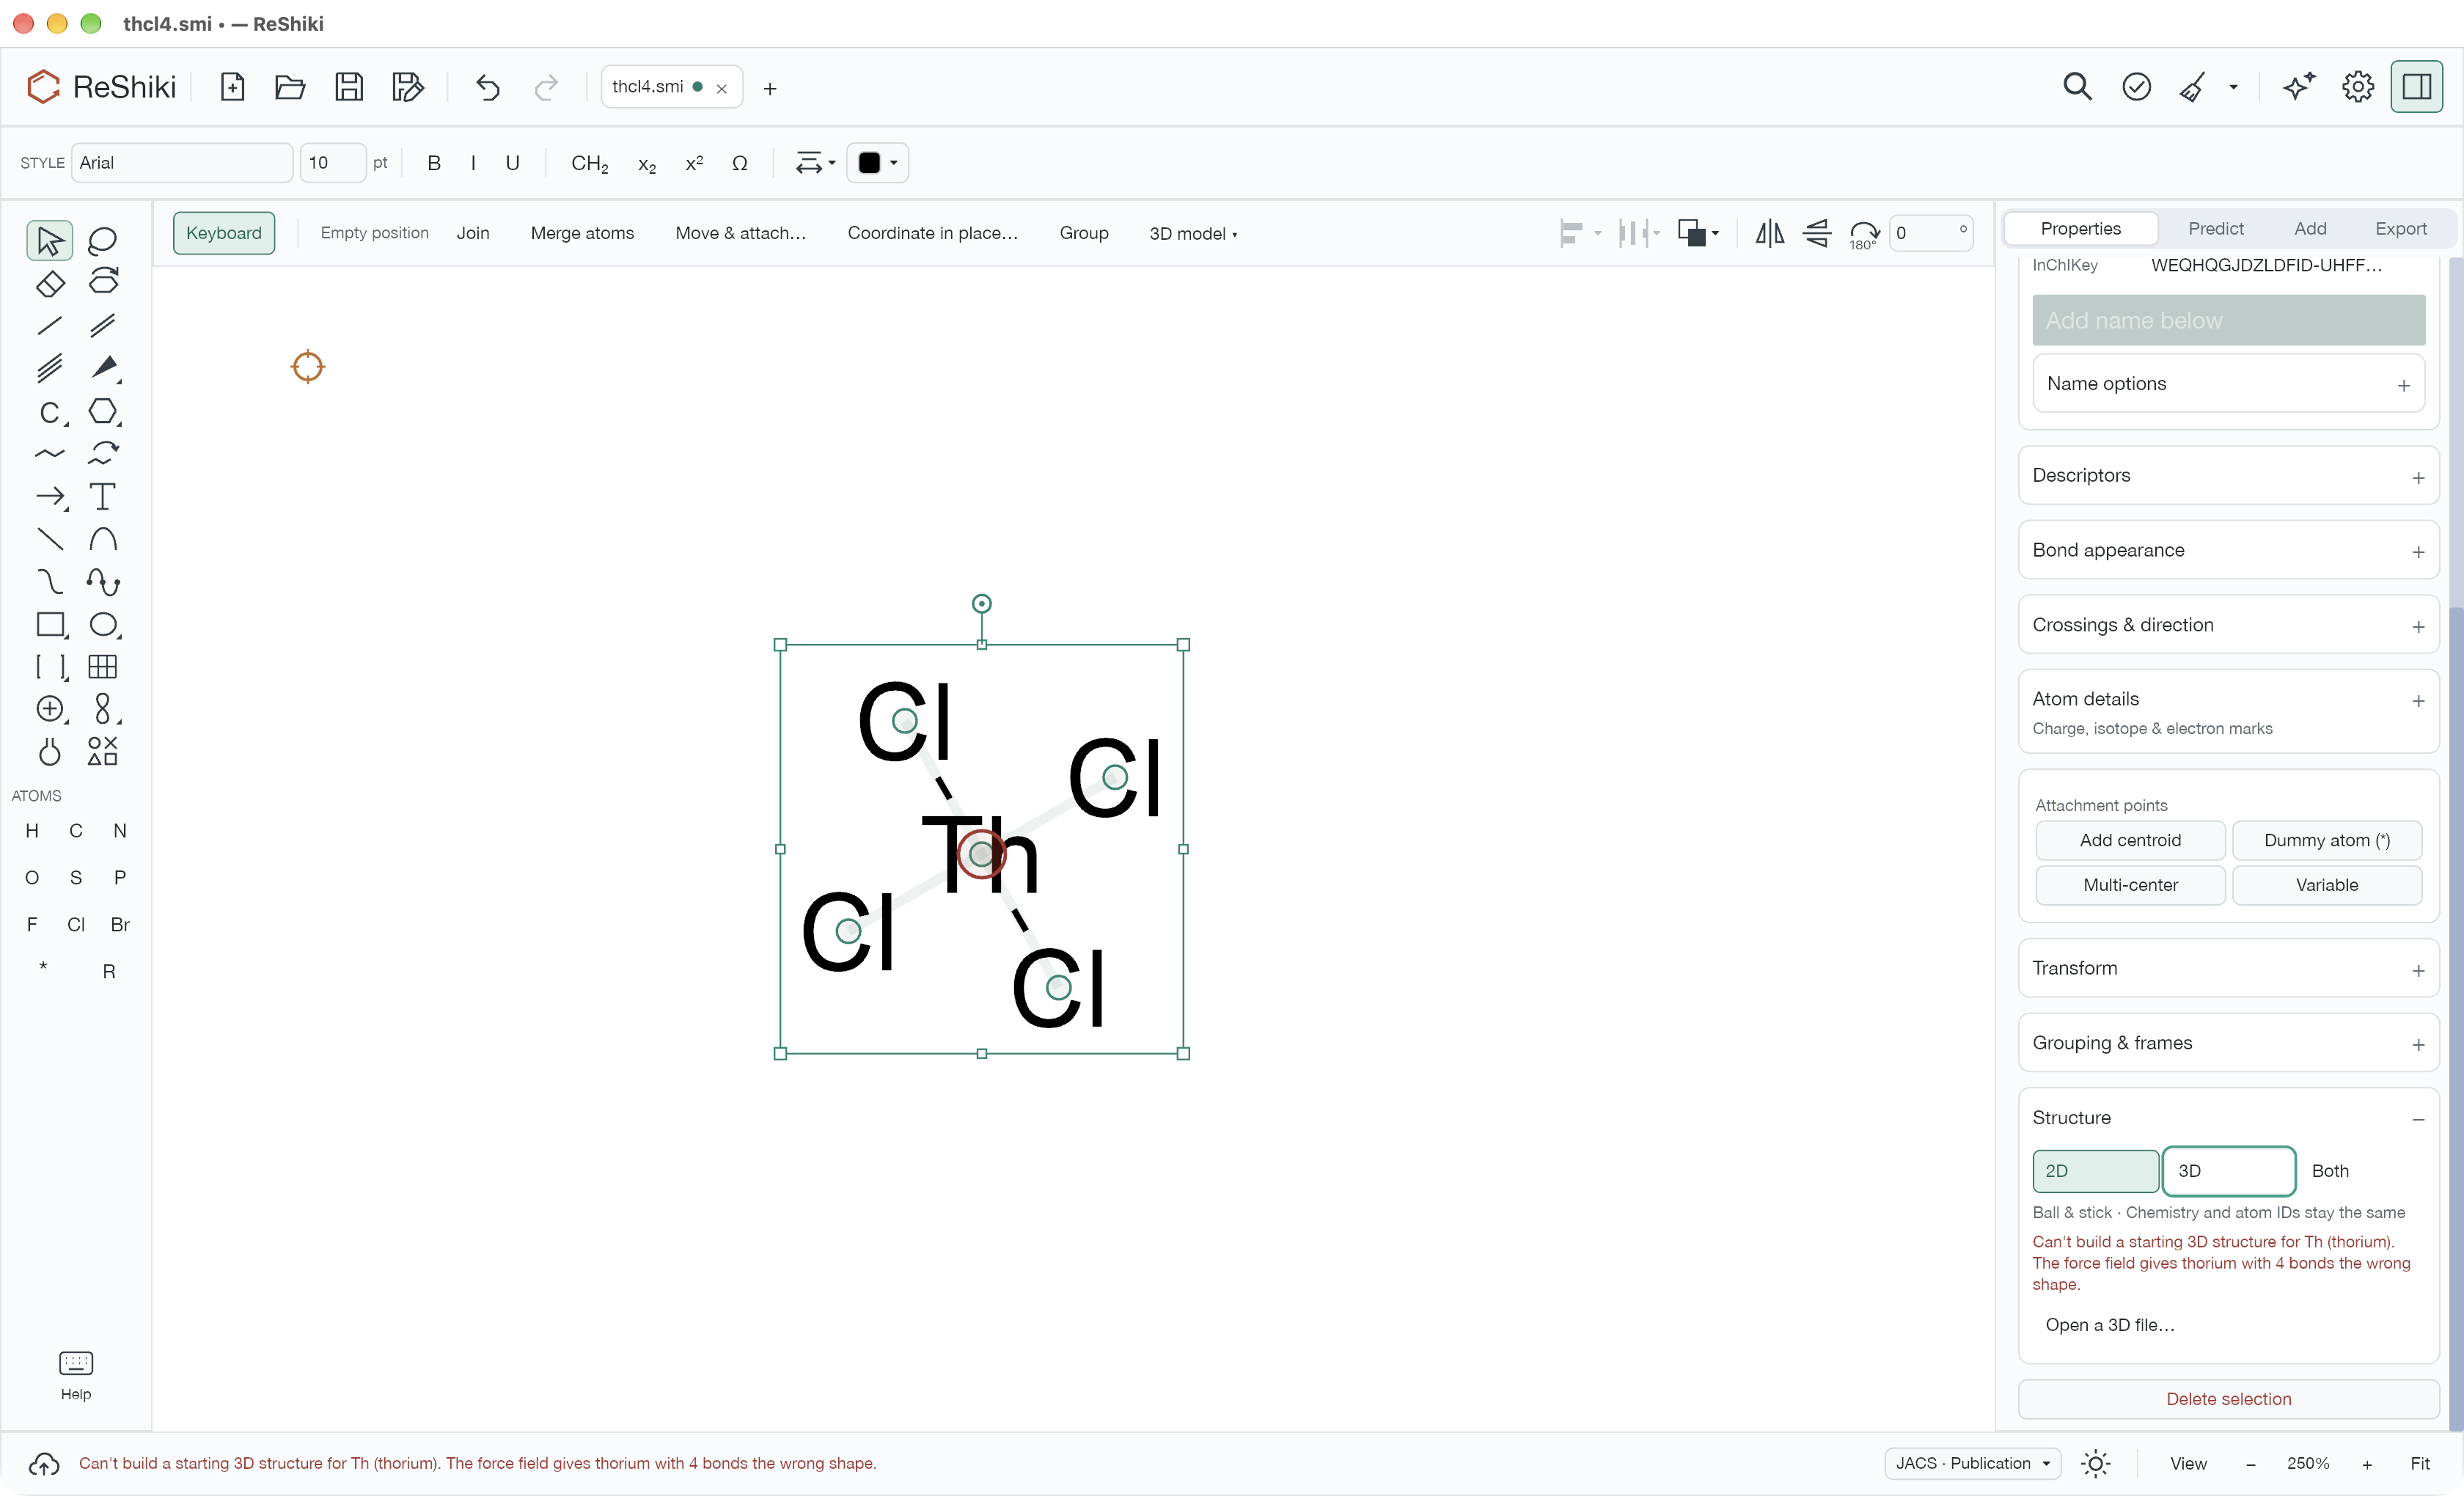 thcl4.smi • — ReShiki
ReShiki
thcl4.smi
STYLE Arial 10 pt B I U CH₂ x₂ x² Ω
Keyboard Empty position Join Merge atoms Move & attach... Coordinate in place... Group 3D model
180° 0 °
Properties Predict Add Export
InChIKey WEQHQGJDZLDFID-UHFF...
Add name below
Name options +
Descriptors +
Bond appearance +
Crossings & direction +
Atom details +
Charge, isotope & electron marks
Attachment points
Add centroid Dummy atom (*)
Multi-center Variable
Transform +
Grouping & frames +
Structure −
2D 3D Both
Ball & stick · Chemistry and atom IDs stay the same
Can't build a starting 3D structure for Th (thorium).
The force field gives thorium with 4 bonds the wrong
shape.
Open a 3D file...
Delete selection
C
T
ATOMS
H C N
O S P
F Cl Br
* R
Help
Cl
Cl
Th
Cl
Cl
Can't build a starting 3D structure for Th (thorium). The force field gives thorium with 4 bonds the wrong shape.
JACS · Publication View − 250% + Fit